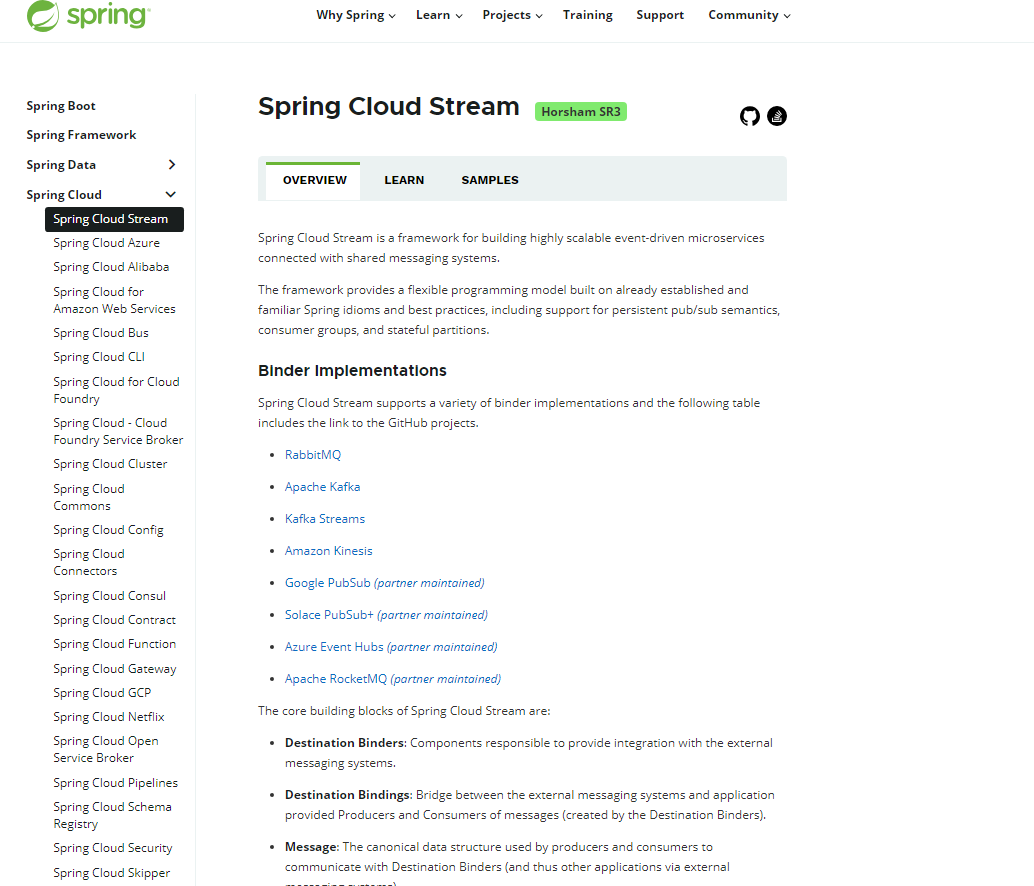 spring
Why Spring
Learn
Projects
Training
Support
Community
Spring Boot
Spring Framework
Spring Data
Spring Cloud
Spring Cloud Stream
Spring Cloud Azure
Spring Cloud Alibaba
Spring Cloud for
Amazon Web Services
Spring Cloud Bus
Spring Cloud CLI
Spring Cloud for Cloud
Foundry
Spring Cloud - Cloud
Foundry Service Broker
Spring Cloud Cluster
Spring Cloud
Commons
Spring Cloud Config
Spring Cloud
Connectors
Spring Cloud Consul
Spring Cloud Contract
Spring Cloud Function
Spring Cloud Gateway
Spring Cloud GCP
Spring Cloud Netflix
Spring Cloud Open
Service Broker
Spring Cloud Pipelines
Spring Cloud Schema
Registry
Spring Cloud Security
Spring Cloud Skipper
Spring Cloud Stream
Horsham SR3
OVERVIEW
LEARN
SAMPLES
Spring Cloud Stream is a framework for building highly scalable event-driven microservices
connected with shared messaging systems.
The framework provides a flexible programming model built on already established and
familiar Spring idioms and best practices, including support for persistent pub/sub semantics,
consumer groups, and stateful partitions.
Binder Implementations
Spring Cloud Stream supports a variety of binder implementations and the following table
includes the link to the GitHub projects.
• RabbitMQ
• Apache Kafka
• Kafka Streams
• Amazon Kinesis
• Google PubSub (partner maintained)
• Solace PubSub+ (partner maintained)
• Azure Event Hubs (partner maintained)
• Apache RocketMQ (partner maintained)
The core building blocks of Spring Cloud Stream are:
• Destination Binders: Components responsible to provide integration with the external
messaging systems.
• Destination Bindings: Bridge between the external messaging systems and application
provided Producers and Consumers of messages (created by the Destination Binders).
• Message: The canonical data structure used by producers and consumers to
communicate with Destination Binders (and thus other applications via external
messaging systems)